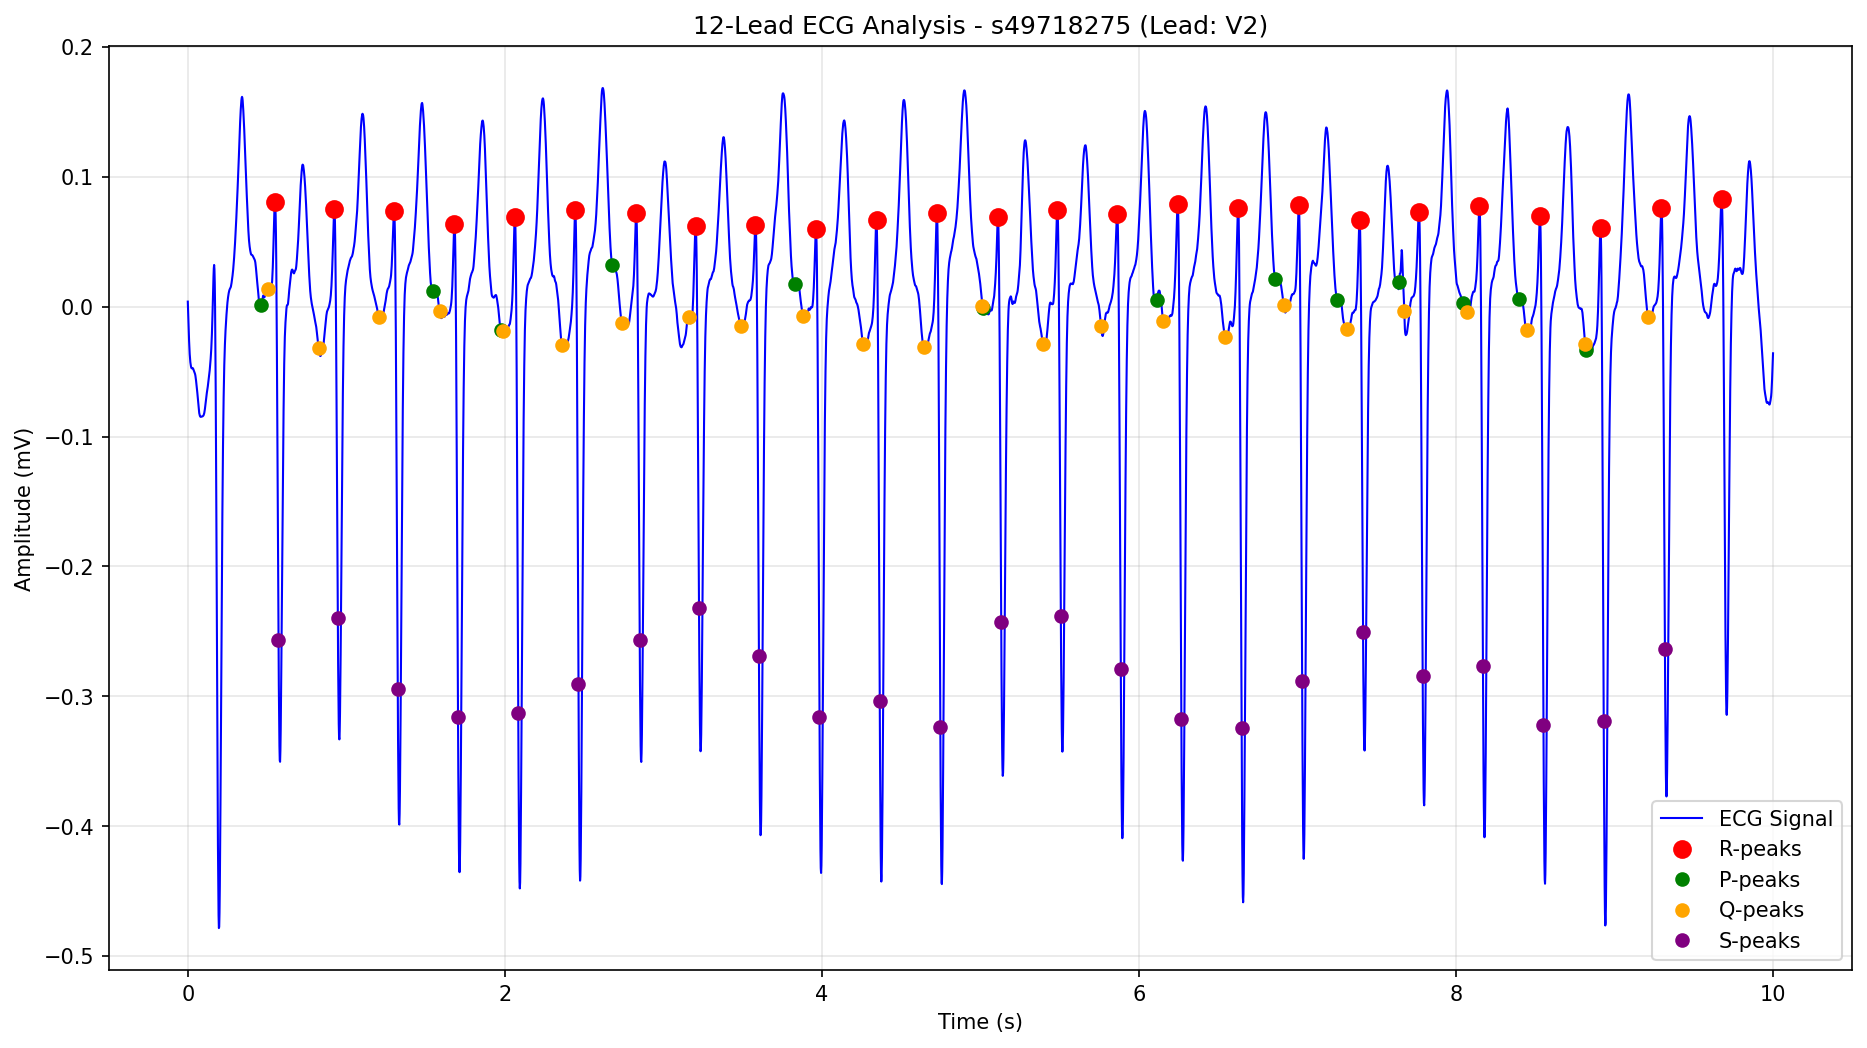 12-Lead ECG Analysis - s49718275 (Lead: V2)
Amplitude (mV)
0.2
0.1
0.0
−0.1
−0.2
−0.3
−0.4
−0.5
ECG Signal
R-peaks
P-peaks
Q-peaks
S-peaks
0 2 4 6 8 10
Time (s)